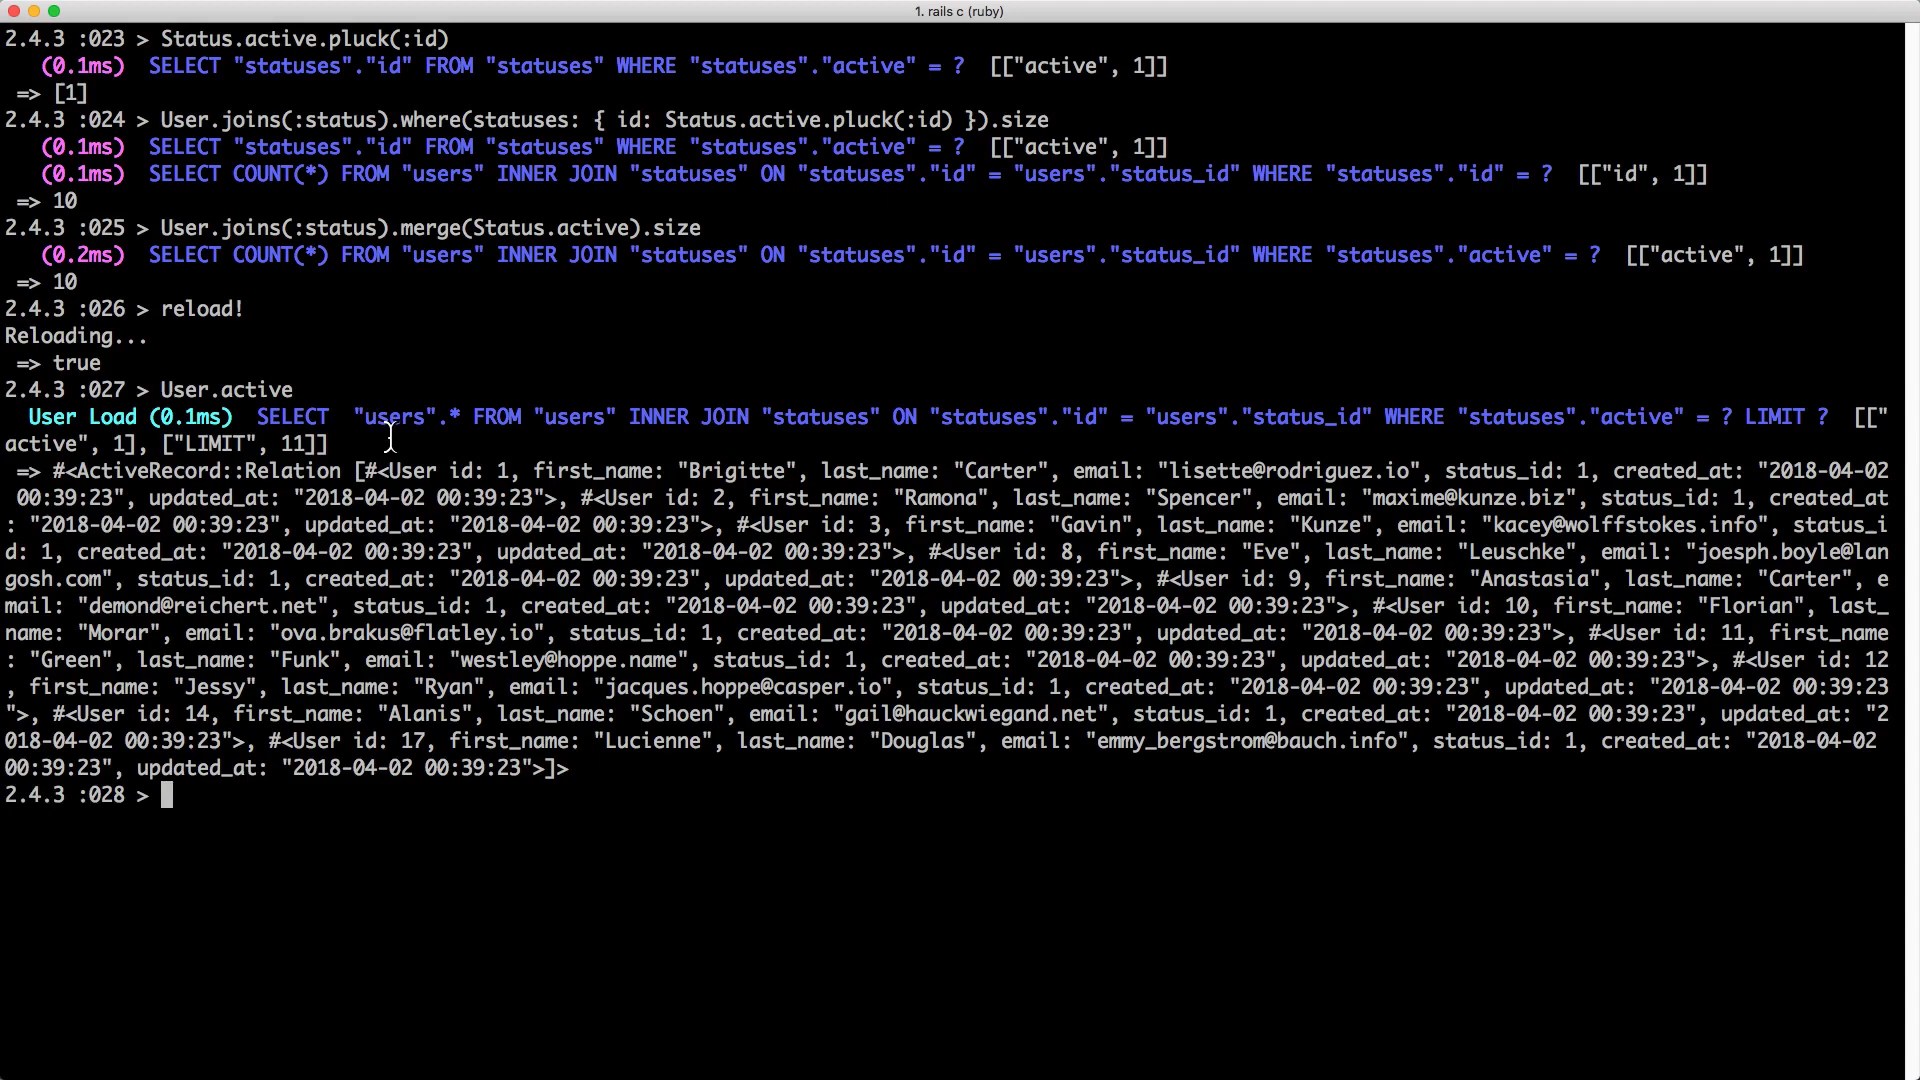 1. rails c (ruby)
2.4.3 :023 > Status.active.pluck(:id)
(0.1ms)  SELECT "statuses"."id" FROM "statuses" WHERE "statuses"."active" = ?  [["active", 1]]
=> [1]
2.4.3 :024 > User.joins(:status).where(statuses: { id: Status.active.pluck(:id) }).size
(0.1ms)  SELECT "statuses"."id" FROM "statuses" WHERE "statuses"."active" = ?  [["active", 1]]
(0.1ms)  SELECT COUNT(*) FROM "users" INNER JOIN "statuses" ON "statuses"."id" = "users"."status_id" WHERE "statuses"."id" = ?  [["id", 1]]
=> 10
2.4.3 :025 > User.joins(:status).merge(Status.active).size
(0.2ms)  SELECT COUNT(*) FROM "users" INNER JOIN "statuses" ON "statuses"."id" = "users"."status_id" WHERE "statuses"."active" = ?  [["active", 1]]
=> 10
2.4.3 :026 > reload!
Reloading...
=> true
2.4.3 :027 > User.active
User Load (0.1ms)  SELECT  "users".* FROM "users" INNER JOIN "statuses" ON "statuses"."id" = "users"."status_id" WHERE "statuses"."active" = ? LIMIT ?  [["
active", 1], ["LIMIT", 11]]
=> #<ActiveRecord::Relation [#<User id: 1, first_name: "Brigitte", last_name: "Carter", email: "lisette@rodriguez.io", status_id: 1, created_at: "2018-04-02
00:39:23", updated_at: "2018-04-02 00:39:23">, #<User id: 2, first_name: "Ramona", last_name: "Spencer", email: "maxime@kunze.biz", status_id: 1, created_at
: "2018-04-02 00:39:23", updated_at: "2018-04-02 00:39:23">, #<User id: 3, first_name: "Gavin", last_name: "Kunze", email: "kacey@wolffstokes.info", status_i
d: 1, created_at: "2018-04-02 00:39:23", updated_at: "2018-04-02 00:39:23">, #<User id: 8, first_name: "Eve", last_name: "Leuschke", email: "joesph.boyle@lan
gosh.com", status_id: 1, created_at: "2018-04-02 00:39:23", updated_at: "2018-04-02 00:39:23">, #<User id: 9, first_name: "Anastasia", last_name: "Carter", e
mail: "demond@reichert.net", status_id: 1, created_at: "2018-04-02 00:39:23", updated_at: "2018-04-02 00:39:23">, #<User id: 10, first_name: "Florian", last_
name: "Morar", email: "ova.brakus@flatley.io", status_id: 1, created_at: "2018-04-02 00:39:23", updated_at: "2018-04-02 00:39:23">, #<User id: 11, first_name
: "Green", last_name: "Funk", email: "westley@hoppe.name", status_id: 1, created_at: "2018-04-02 00:39:23", updated_at: "2018-04-02 00:39:23">, #<User id: 12
, first_name: "Jessy", last_name: "Ryan", email: "jacques.hoppe@casper.io", status_id: 1, created_at: "2018-04-02 00:39:23", updated_at: "2018-04-02 00:39:23
">, #<User id: 14, first_name: "Alanis", last_name: "Schoen", email: "gail@hauckwiegand.net", status_id: 1, created_at: "2018-04-02 00:39:23", updated_at: "2
018-04-02 00:39:23">, #<User id: 17, first_name: "Lucienne", last_name: "Douglas", email: "emmy_bergstrom@bauch.info", status_id: 1, created_at: "2018-04-02
00:39:23", updated_at: "2018-04-02 00:39:23">]>
2.4.3 :028 >